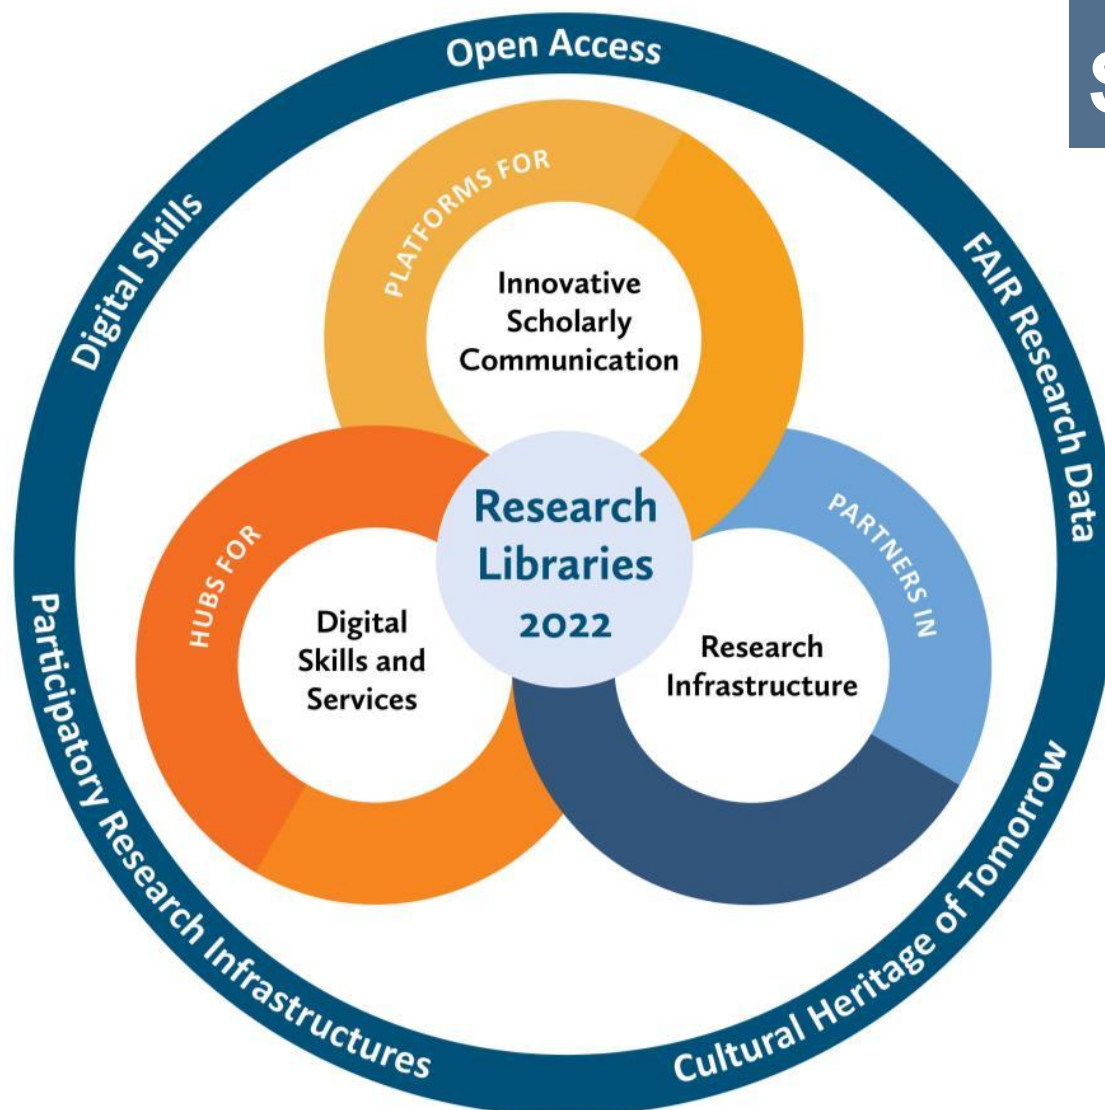 Open Access
Digital Skills
FAIR Research Data
Participatory Research Infrastructures
Cultural Heritage of Tomorrow
PLATFORMS FOR
Innovative
Scholarly
Communication
HUBS FOR
Digital
Skills and
Services
Research
Libraries
2022
PARTNERS IN
Research
Infrastructure